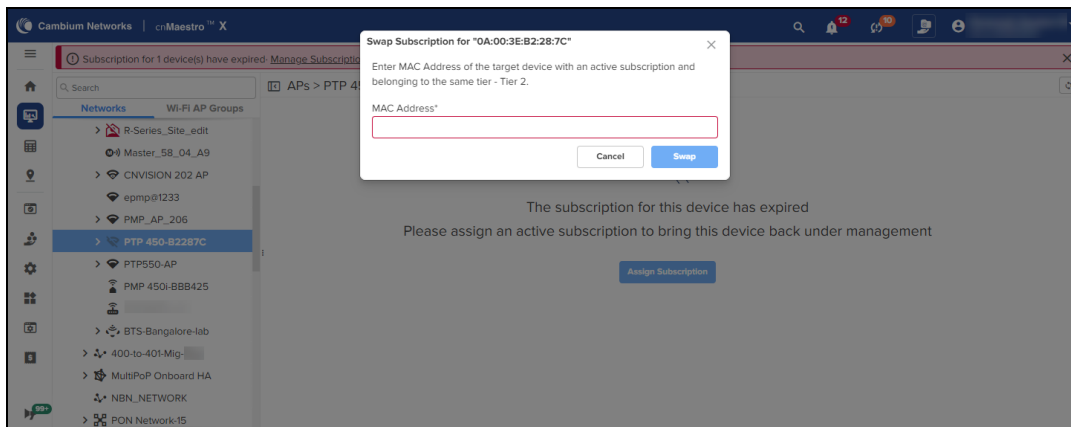 Cambium Networks | cnMaestro™ X
12
10
Subscription for 1 device(s) have expired- Manage Subscriptio
Search
Networks
Wi-Fi AP Groups
R-Series_Site_edit
Master_58_04_A9
CNVISION 202 AP
epmp@1233
PMP_AP_206
PTP 450-B2287C
PTP550-AP
PMP 450i-BBB425
BTS-Bangalore-lab
400-to-401-Mig-
MultiPoP Onboard HA
NBN_NETWORK
PON Network-15
99+
APs > PTP 4
Swap Subscription for "0A:00:3E:B2:28:7C"
Enter MAC Address of the target device with an active subscription and
belonging to the same tier - Tier 2.
MAC Address*
Cancel
Swap
The subscription for this device has expired
Please assign an active subscription to bring this device back under management
Assign Subscription